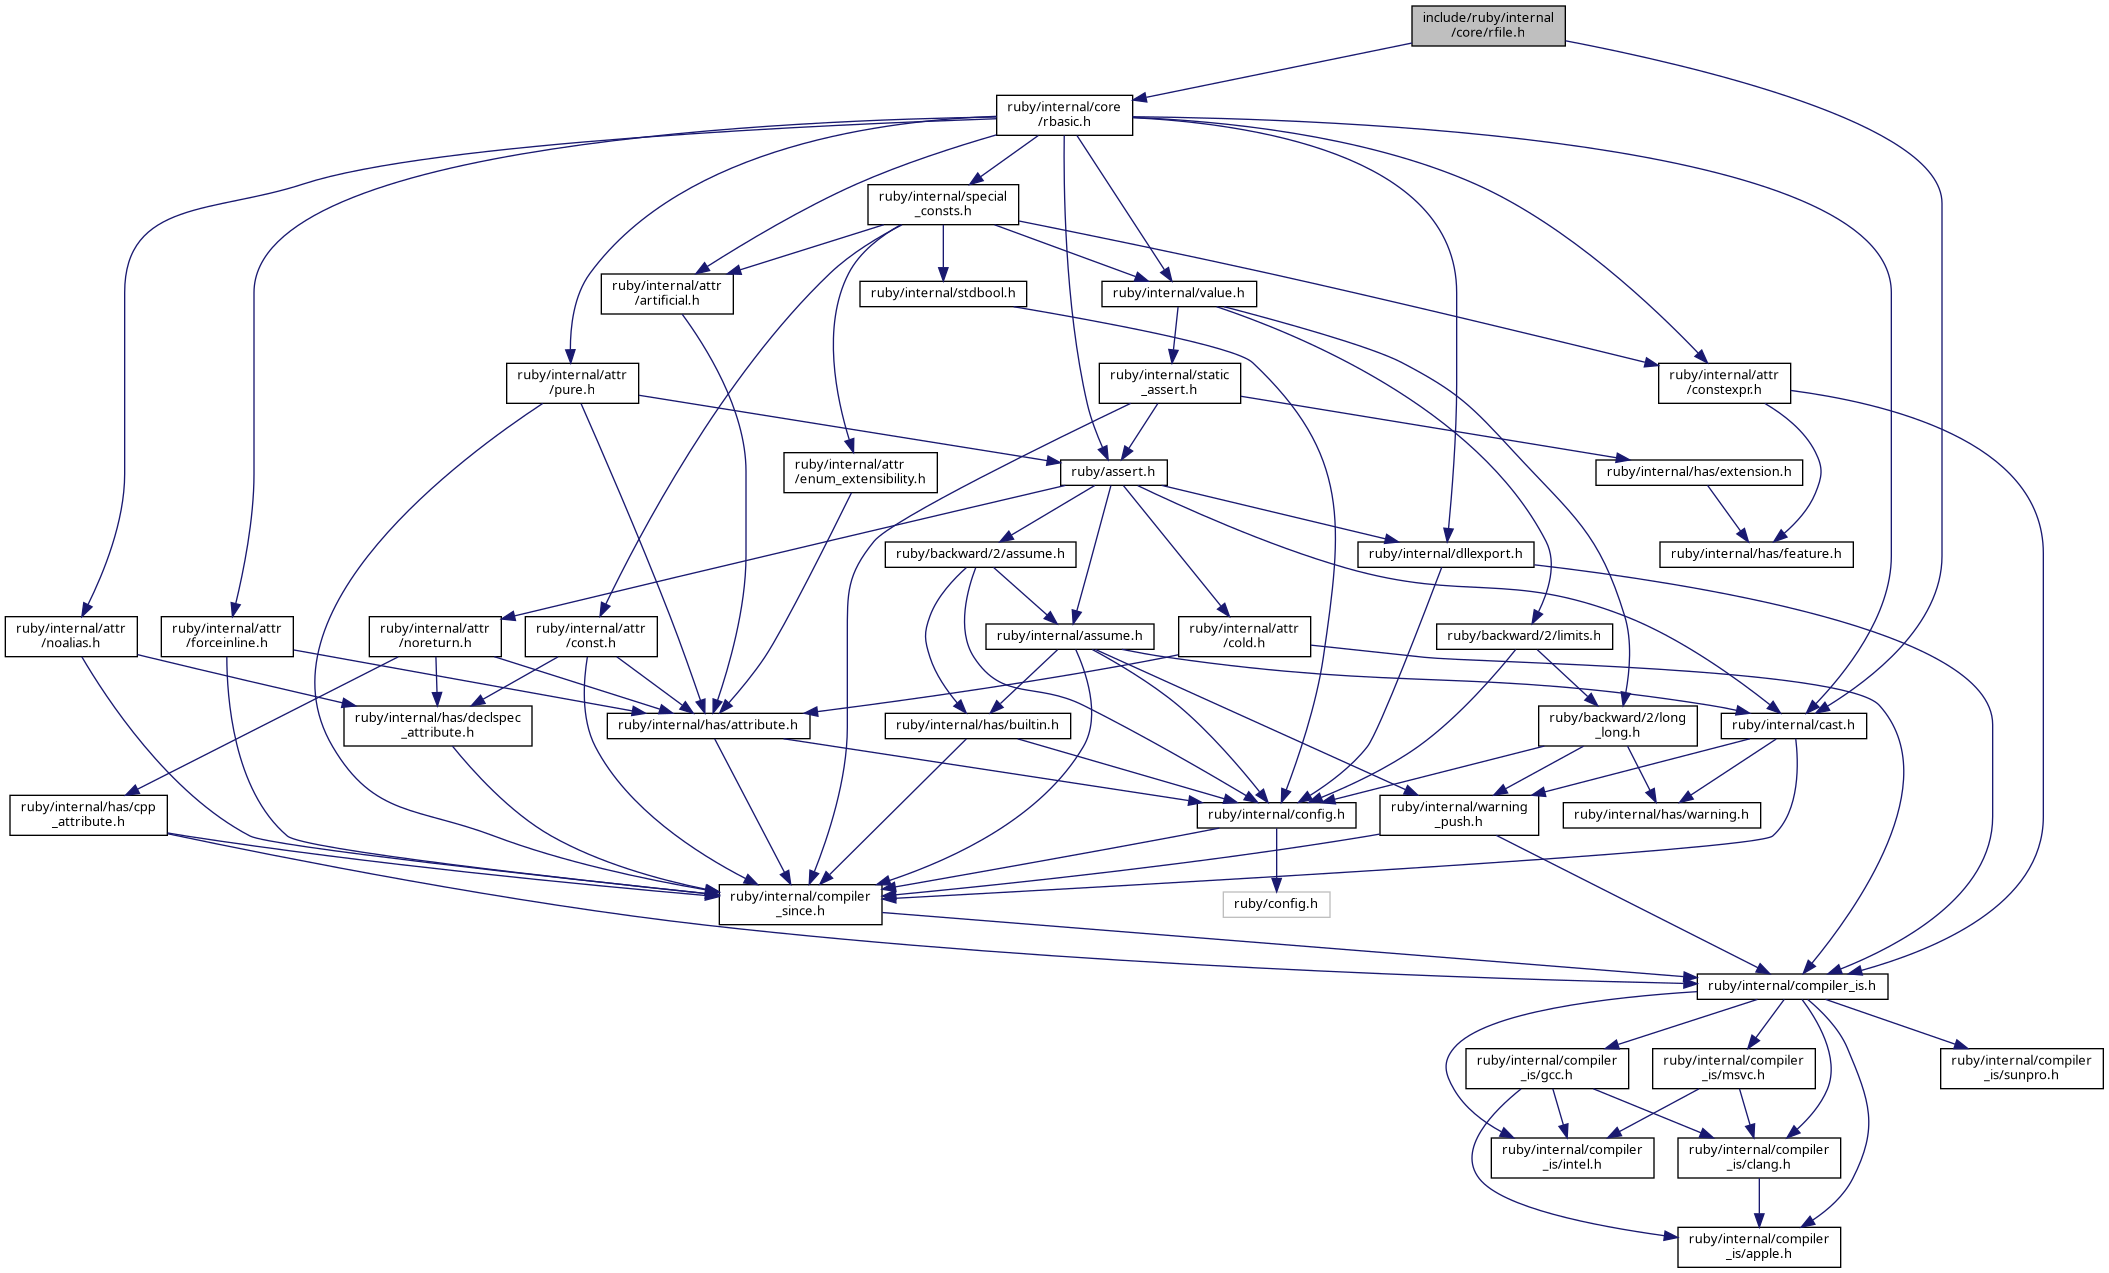 include/ruby/internal
/core/rfile.h
ruby/internal/core
/rbasic.h
ruby/internal/special
_consts.h
ruby/internal/attr
/artificial.h
ruby/internal/stdbool.h
ruby/internal/value.h
ruby/internal/attr
/pure.h
ruby/internal/static
_assert.h
ruby/internal/attr
/constexpr.h
ruby/internal/attr
/enum_extensibility.h
ruby/assert.h
ruby/internal/has/extension.h
ruby/backward/2/assume.h
ruby/internal/dllexport.h
ruby/internal/has/feature.h
ruby/internal/attr
/noalias.h
ruby/internal/attr
/forceinline.h
ruby/internal/attr
/noreturn.h
ruby/internal/attr
/const.h
ruby/internal/assume.h
ruby/internal/attr
/cold.h
ruby/backward/2/limits.h
ruby/internal/has/declspec
_attribute.h
ruby/internal/has/attribute.h
ruby/internal/has/builtin.h
ruby/backward/2/long
_long.h
ruby/internal/cast.h
ruby/internal/has/cpp
_attribute.h
ruby/internal/config.h
ruby/internal/warning
_push.h
ruby/internal/has/warning.h
ruby/internal/compiler
_since.h
ruby/config.h
ruby/internal/compiler_is.h
ruby/internal/compiler
_is/gcc.h
ruby/internal/compiler
_is/msvc.h
ruby/internal/compiler
_is/sunpro.h
ruby/internal/compiler
_is/intel.h
ruby/internal/compiler
_is/clang.h
ruby/internal/compiler
_is/apple.h